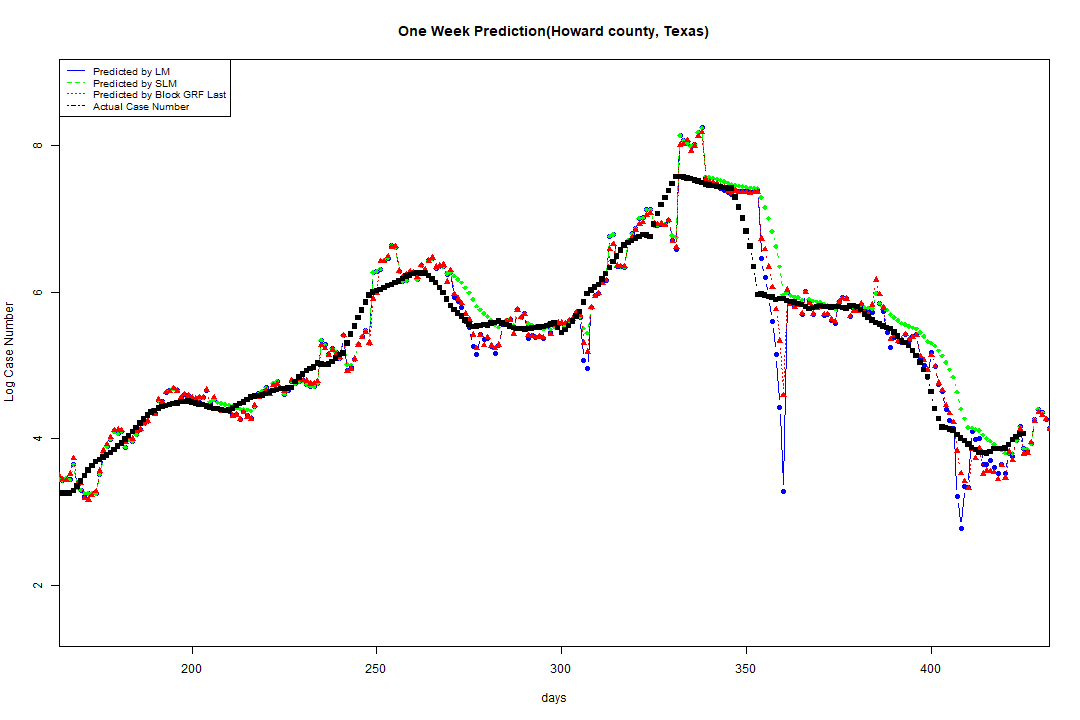 One Week Prediction(Howard county, Texas)
Predicted by LM
Predicted by SLM
Predicted by Block GRF Last
Actual Case Number
8
6
4
2
Log Case Number
200 250 300 350 400
days